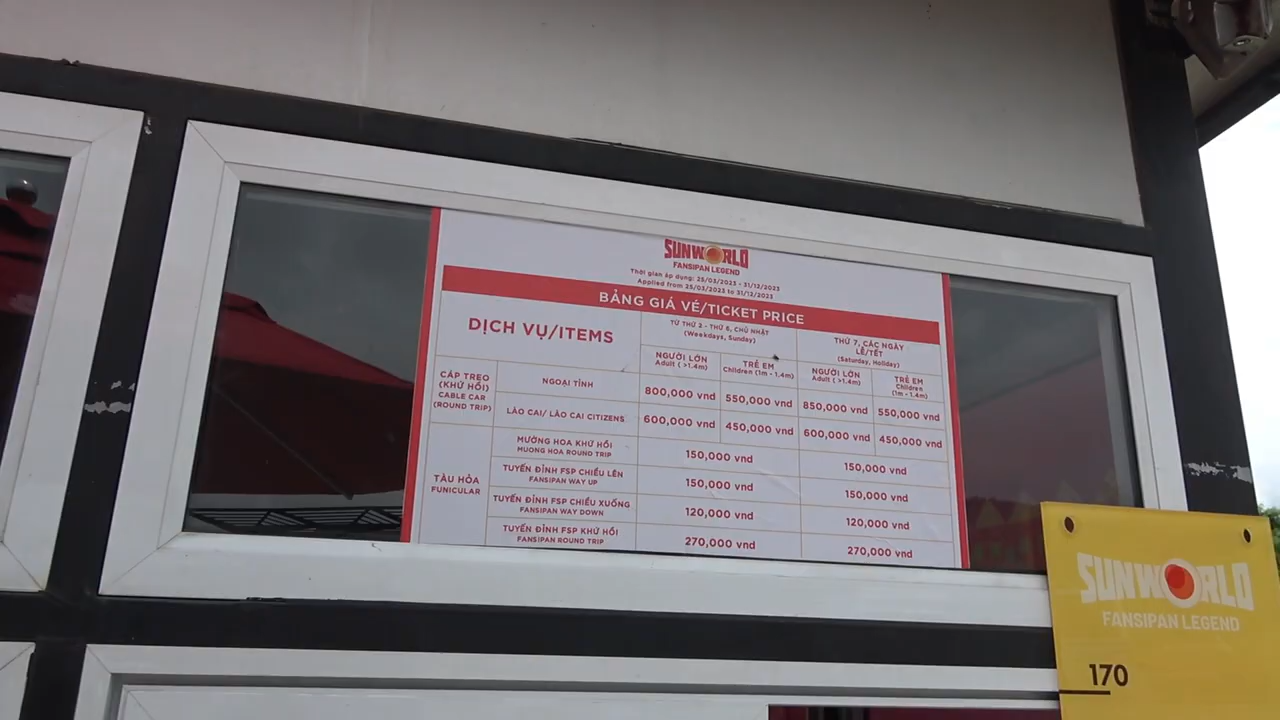 SUNWORLD
FANSIPAN LEGEND
Thời gian áp dụng: 25/03/2023 - 31/12/2023
Applied from 25/03/2023 to 31/12/2023
BẢNG GIÁ VÉ/TICKET PRICE
DỊCH VỤ/ITEMS
TỪ THỨ 2 - THỨ 6, CHỦ NHẬT
(Weekdays, Sunday)
THỨ 7, CÁC NGÀY
LỄ/TẾT
(Saturday, Holiday)
NGƯỜI LỚN
Adult ( >1.4m)
TRẺ EM
Children (1m - 1.4m)
NGƯỜI LỚN
Adult ( >1.4m)
TRẺ EM
Children
(1m - 1.4m)
CÁP TREO
(KHỨ HỒI)
CABLE CAR
(ROUND TRIP)
NGOẠI TỈNH
800,000 vnd
550,000 vnd
850,000 vnd
550,000 vnd
LÀO CAI/ LÀO CAI CITIZENS
600,000 vnd
450,000 vnd
600,000 vnd
450,000 vnd
TÀU HỎA
FUNICULAR
MƯỜNG HOA KHỨ HỒI
MUONG HOA ROUND TRIP
150,000 vnd
150,000 vnd
TUYẾN ĐỈNH FSP CHIỀU LÊN
FANSIPAN WAY UP
150,000 vnd
150,000 vnd
TUYẾN ĐỈNH FSP CHIỀU XUỐNG
FANSIPAN WAY DOWN
120,000 vnd
120,000 vnd
TUYẾN ĐỈNH FSP KHỨ HỒI
FANSIPAN ROUND TRIP
270,000 vnd
270,000 vnd
SUNWORLD
FANSIPAN LEGEND
170